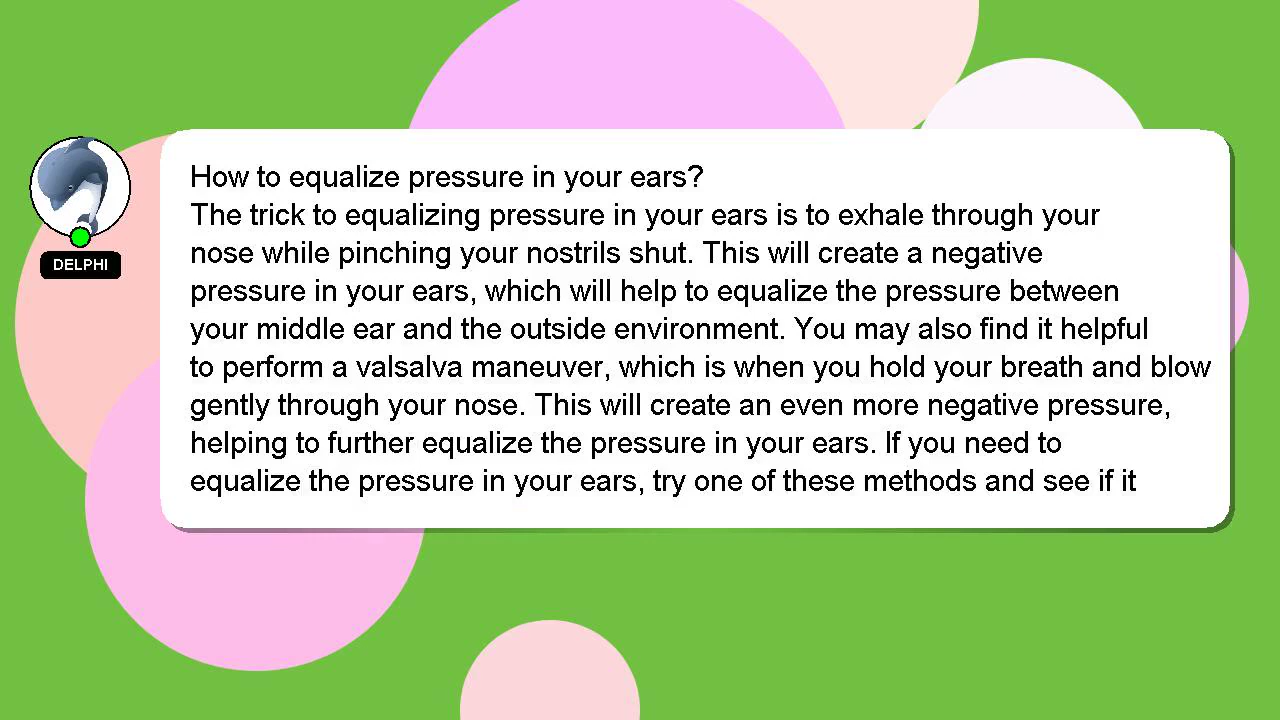 How to equalize pressure in your ears?
The trick to equalizing pressure in your ears is to exhale through your
nose while pinching your nostrils shut. This will create a negative
pressure in your ears, which will help to equalize the pressure between
your middle ear and the outside environment. You may also find it helpful
to perform a valsalva maneuver, which is when you hold your breath and blow
gently through your nose. This will create an even more negative pressure,
helping to further equalize the pressure in your ears. If you need to
equalize the pressure in your ears, try one of these methods and see if it
DELPHI